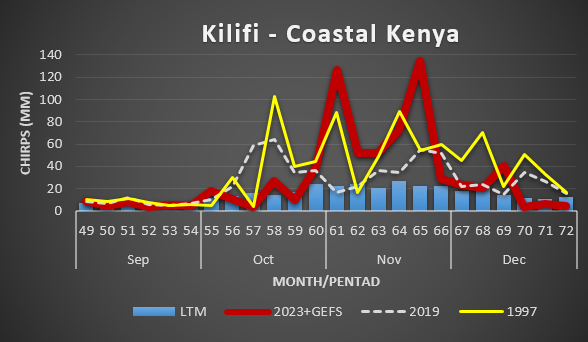 Kilifi - Coastal Kenya
140
120
100
80
60
40
20
0
CHIRPS (MM)
49 50 51 52 53 54 55 56 57 58 59 60 61 62 63 64 65 66 67 68 69 70 71 72
Sep Oct Nov Dec
MONTH/PENTAD
LTM 2023+GEFS 2019 1997